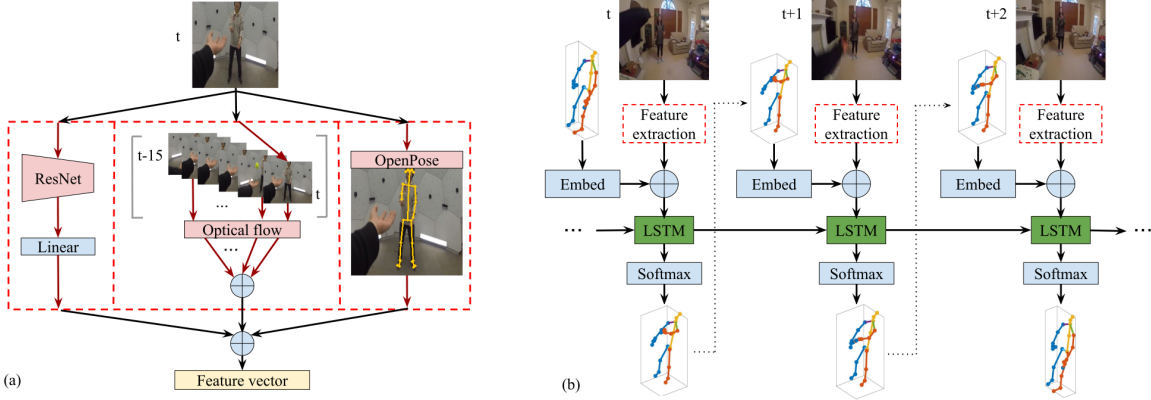 t
ResNet
Linear
t-15
t
...
Optical flow
...
OpenPose
Feature vector
(a)
t
t+1
t+2
Feature
extraction
Feature
extraction
Feature
extraction
Embed
Embed
Embed
...
LSTM
LSTM
LSTM
...
Softmax
Softmax
Softmax
(b)